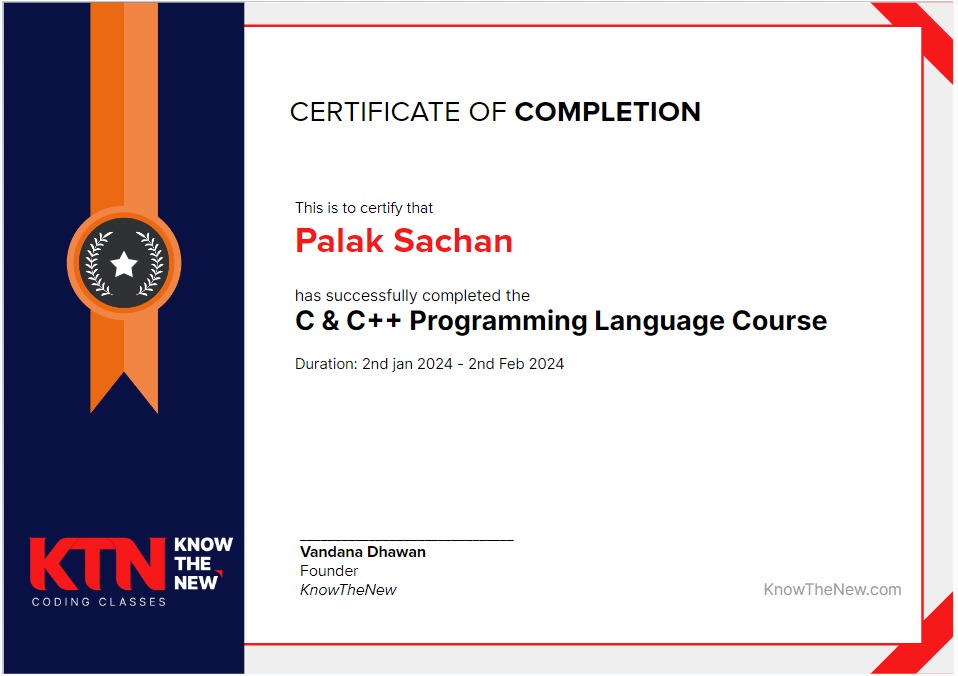 CERTIFICATE OF COMPLETION
This is to certify that
Palak Sachan
has successfully completed the
C & C++ Programming Language Course
Duration: 2nd jan 2024 - 2nd Feb 2024
______________________________
Vandana Dhawan
Founder
KnowTheNew
KnowTheNew.com
KTN
KNOW
THE
NEW
CODING CLASSES